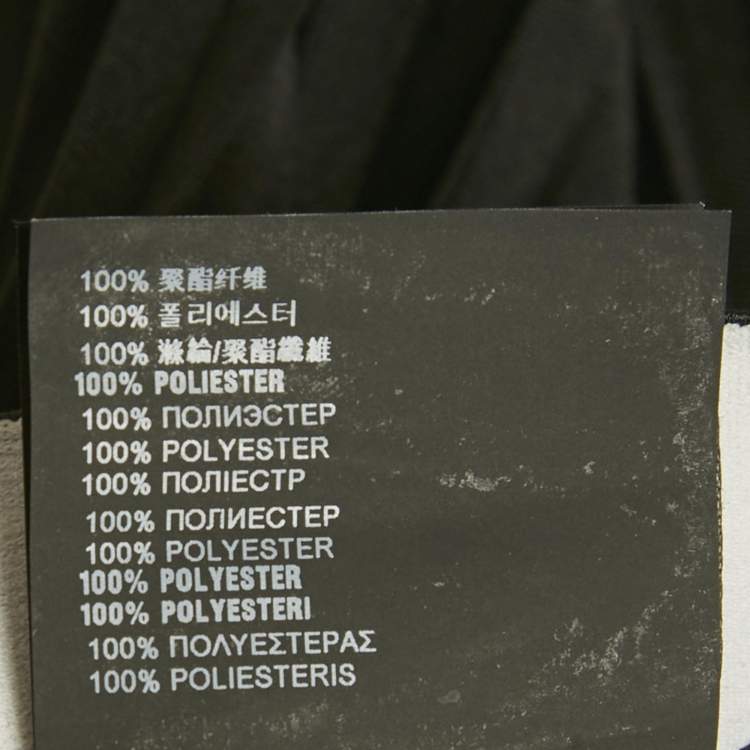 100% 聚酯纤维
100% 폴리에스터
100% 滌綸/聚酯纖維
100% POLIESTER
100% ПОЛИЭСТЕР
100% POLYESTER
100% ПОЛІЕСТР
100% ПОЛИЕСТЕР
100% POLYESTER
100% POLYESTER
100% POLYESTERI
100% ΠΟΛΥΕΣΤΕΡΑΣ
100% POLIESTERIS